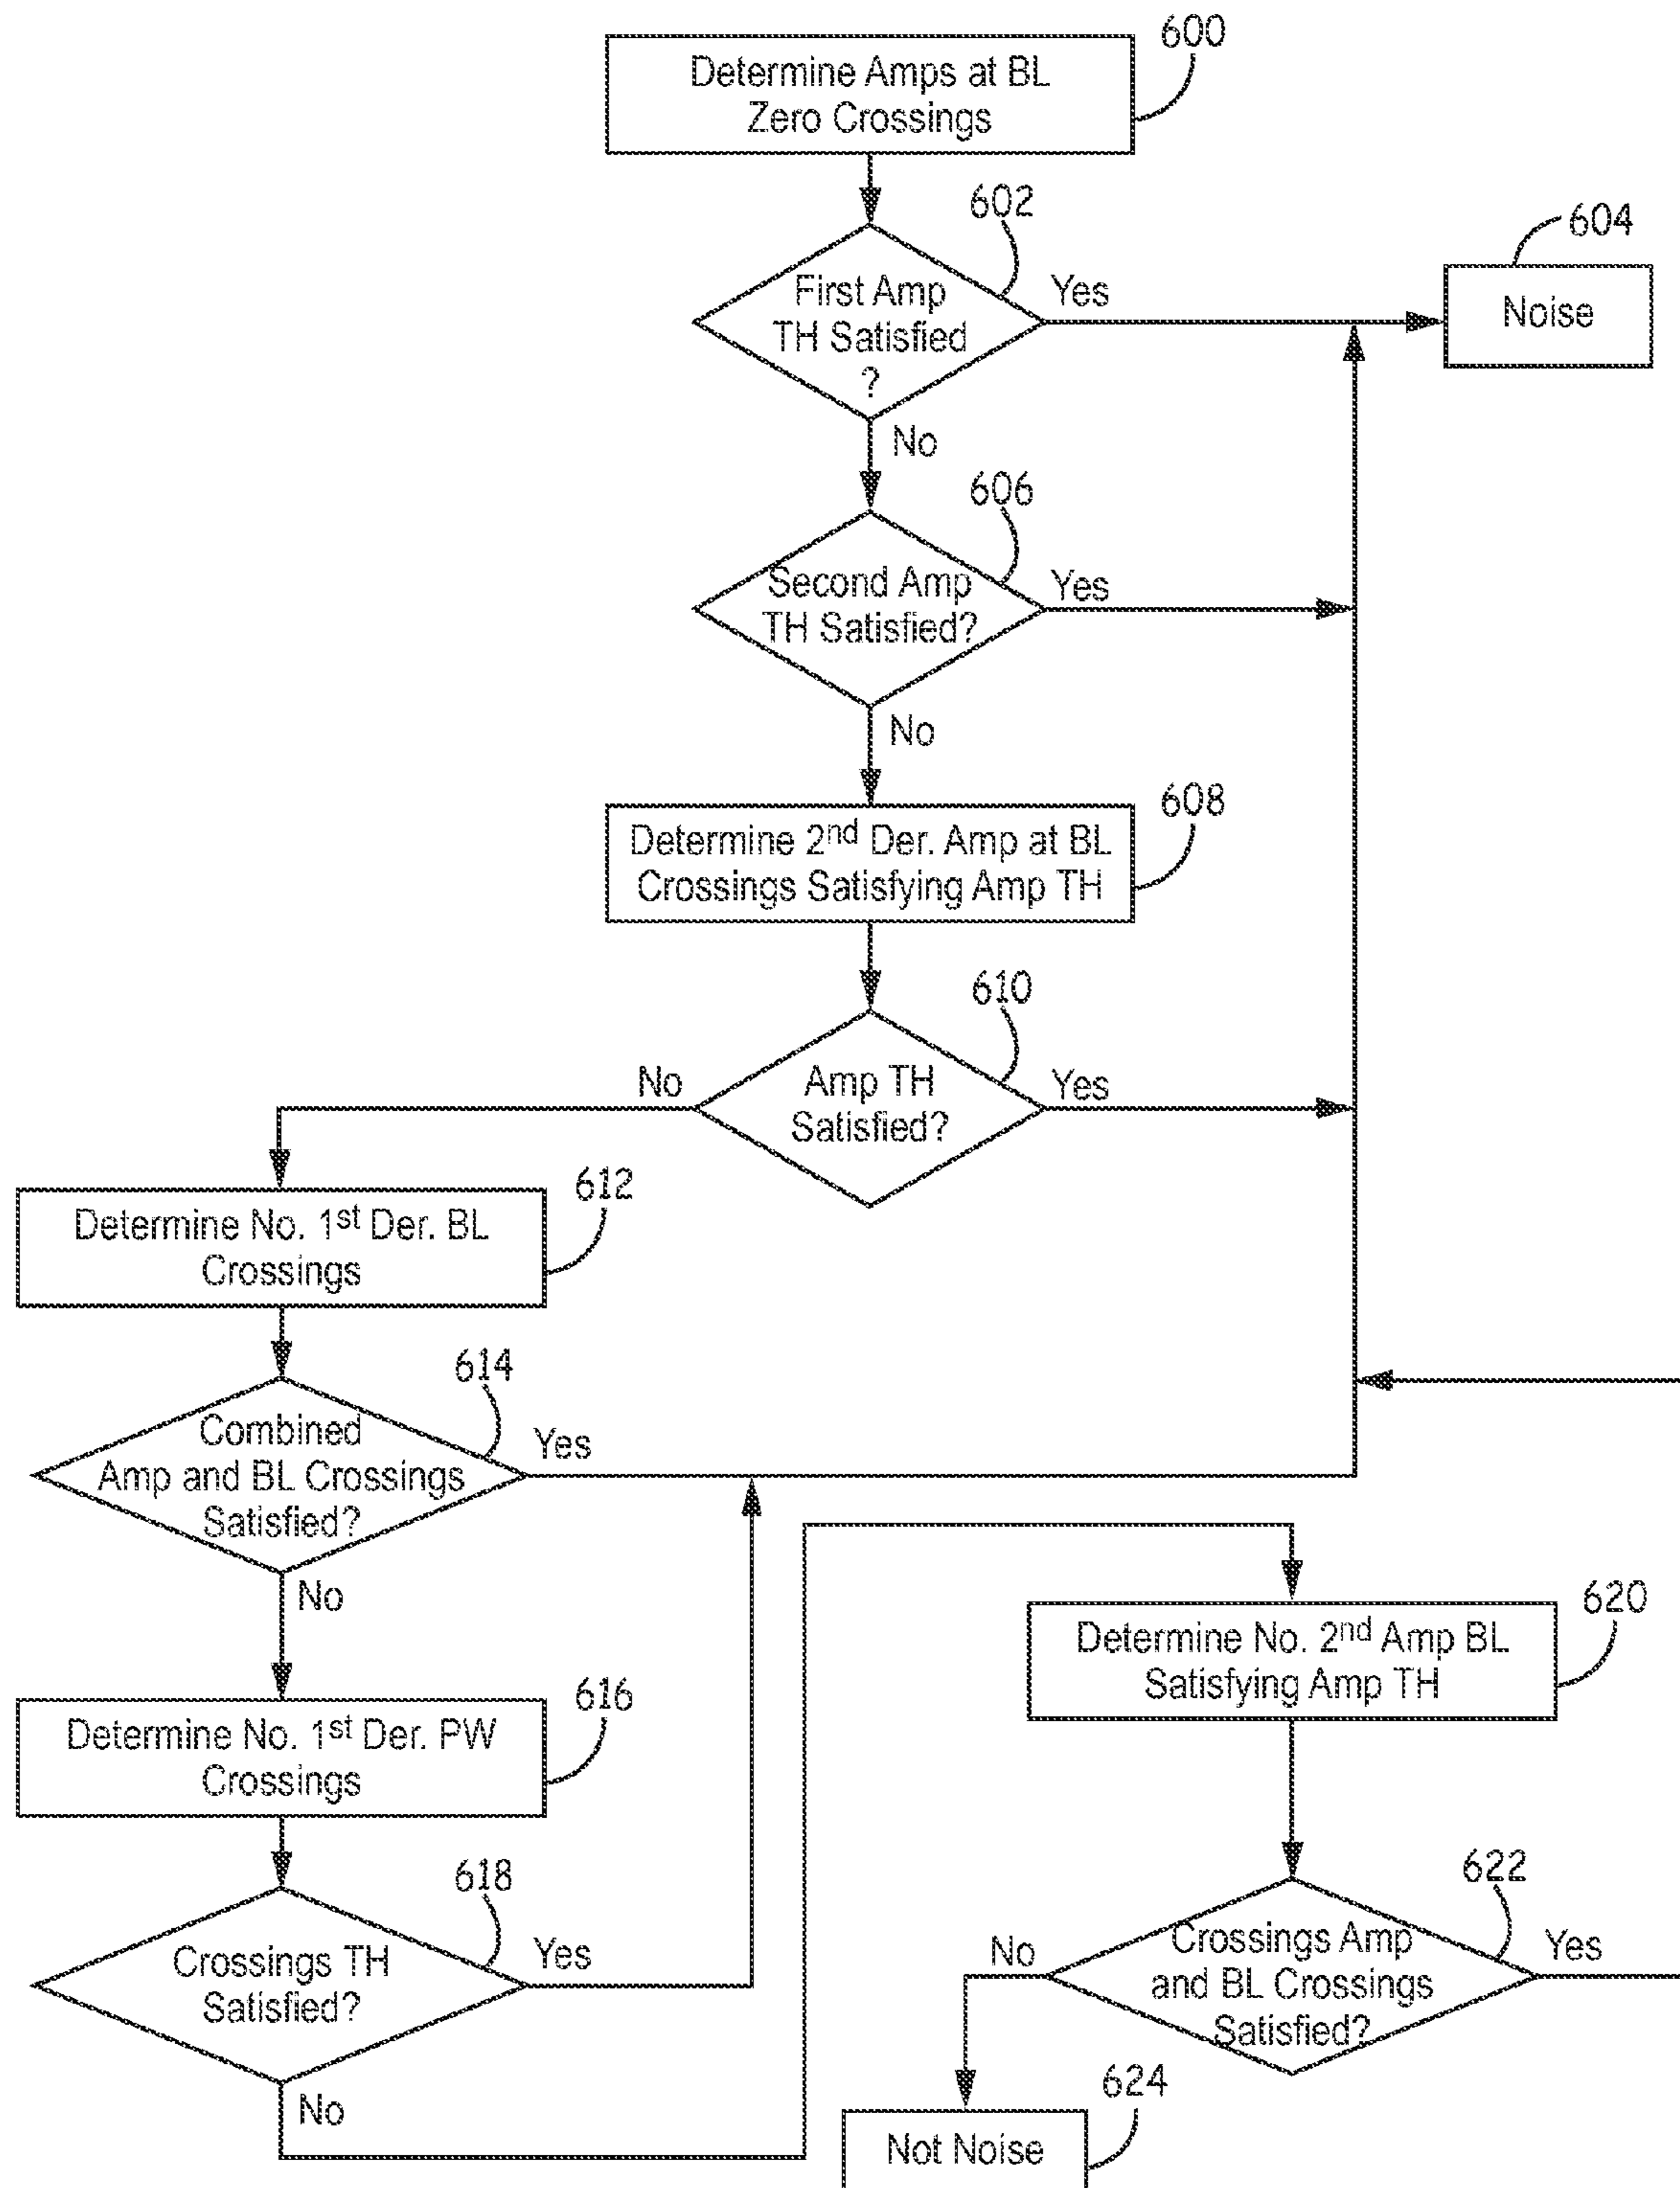 600
Determine Amps at BL
Zero Crossings
602
604
First Amp
TH Satisfied
?
Yes
Noise
No
606
Second Amp
TH Satisfied?
Yes
No
608
Determine 2nd Der. Amp at BL
Crossings Satisfying Amp TH
610
No
Amp TH
Satisfied?
Yes
612
Determine No. 1st Der. BL
Crossings
614
Combined
Amp and BL Crossings
Satisfied?
Yes
No
616
Determine No. 1st Der. PW
Crossings
618
Crossings TH
Satisfied?
Yes
No
620
Determine No. 2nd Amp BL
Satisfying Amp TH
622
No
Crossings Amp
and BL Crossings
Satisfied?
Yes
624
Not Noise